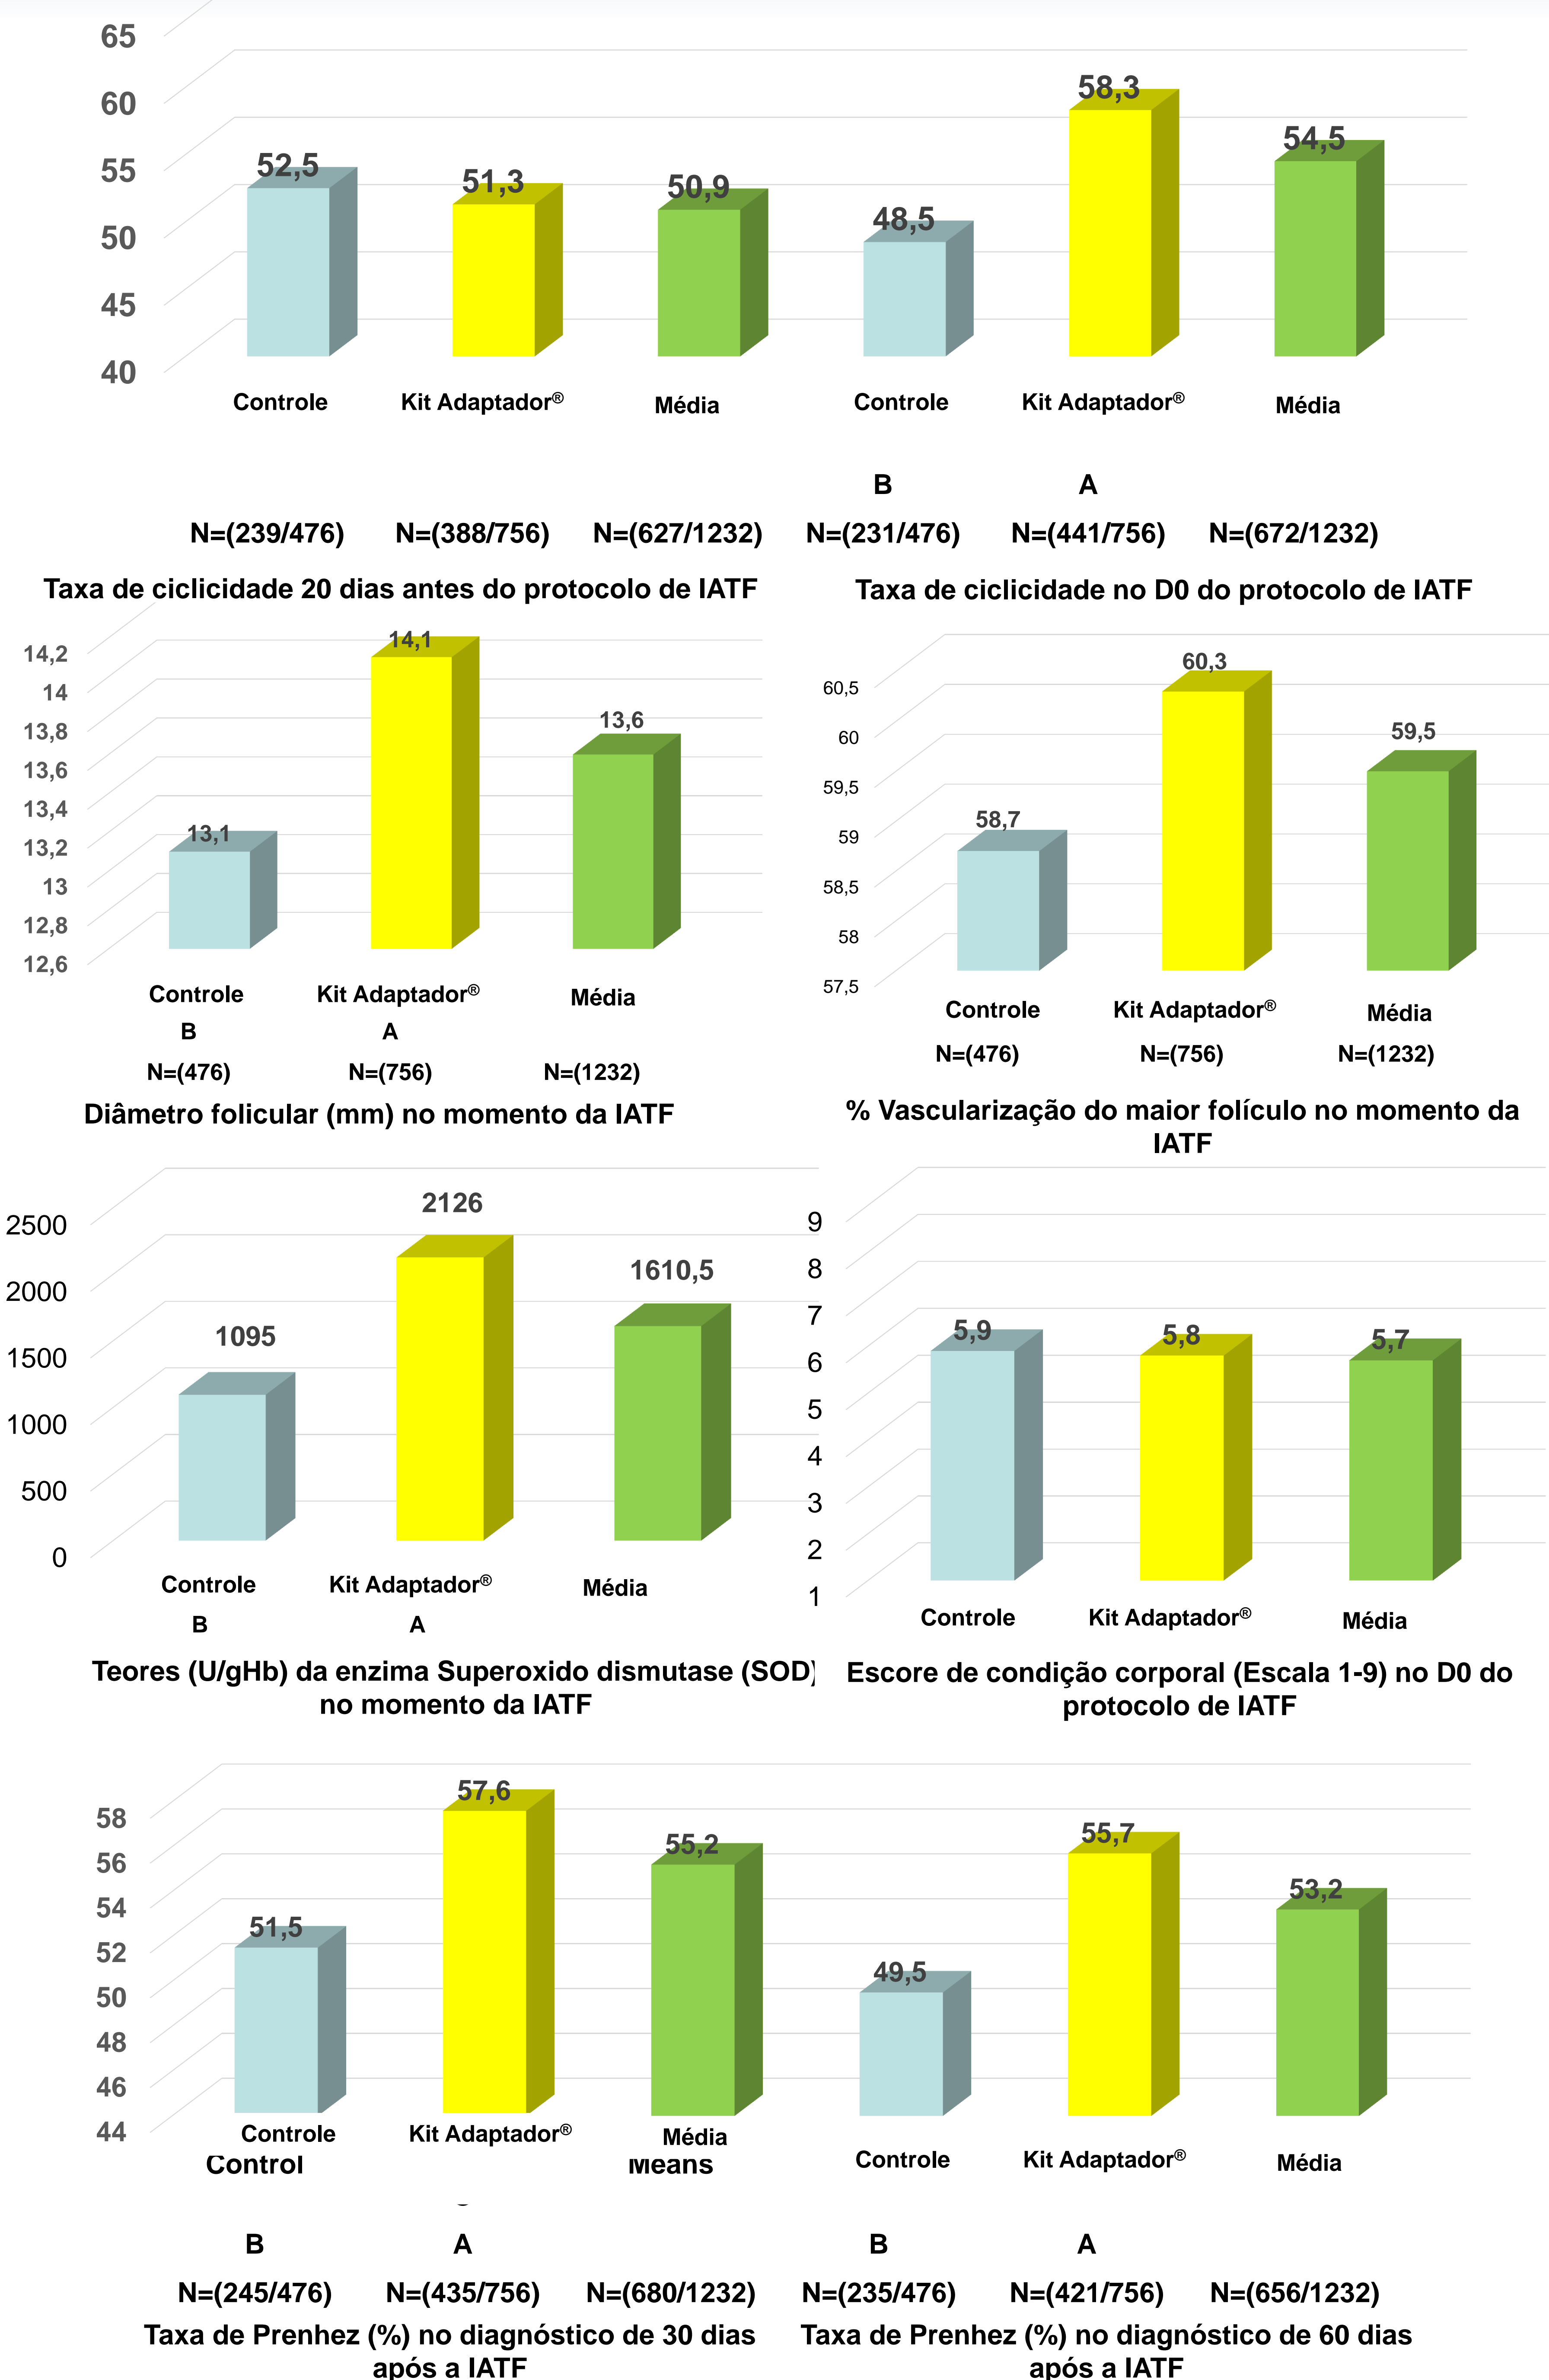 65
60
55
50
45
40
52,5
51,3
50,9
48,5
58,3
54,5
Controle Kit Adaptador® Média Controle Kit Adaptador® Média
B A
N=(239/476) N=(388/756) N=(627/1232) N=(231/476) N=(441/756) N=(672/1232)
Taxa de ciclicidade 20 dias antes do protocolo de IATF
Taxa de ciclicidade no D0 do protocolo de IATF
14,2
14
13,8
13,6
13,4
13,2
13
12,8
12,6
13,1
14,1
13,6
Controle Kit Adaptador® Média
B A
N=(476) N=(756) N=(1232)
Diâmetro folicular (mm) no momento da IATF
60,5
60
59,5
59
58,5
58
57,5
58,7
60,3
59,5
Controle Kit Adaptador® Média
N=(476) N=(756) N=(1232)
% Vascularização do maior folículo no momento da
IATF
2500
2000
1500
1000
500
0
1095
2126
1610,5
Controle Kit Adaptador® Média
B A
Teores (U/gHb) da enzima Superoxido dismutase (SOD)
no momento da IATF
9
8
7
6
5
4
3
2
1
5,9
5,8
5,7
Controle Kit Adaptador® Média
Escore de condição corporal (Escala 1-9) no D0 do
protocolo de IATF
58
56
54
52
50
48
46
44
51,5
57,6
55,2
49,5
55,7
53,2
Controle Kit Adaptador® Média Controle Kit Adaptador® Média
Control Means
B A B A
N=(245/476) N=(435/756) N=(680/1232) N=(235/476) N=(421/756) N=(656/1232)
Taxa de Prenhez (%) no diagnóstico de 30 dias
após a IATF
Taxa de Prenhez (%) no diagnóstico de 60 dias
após a IATF